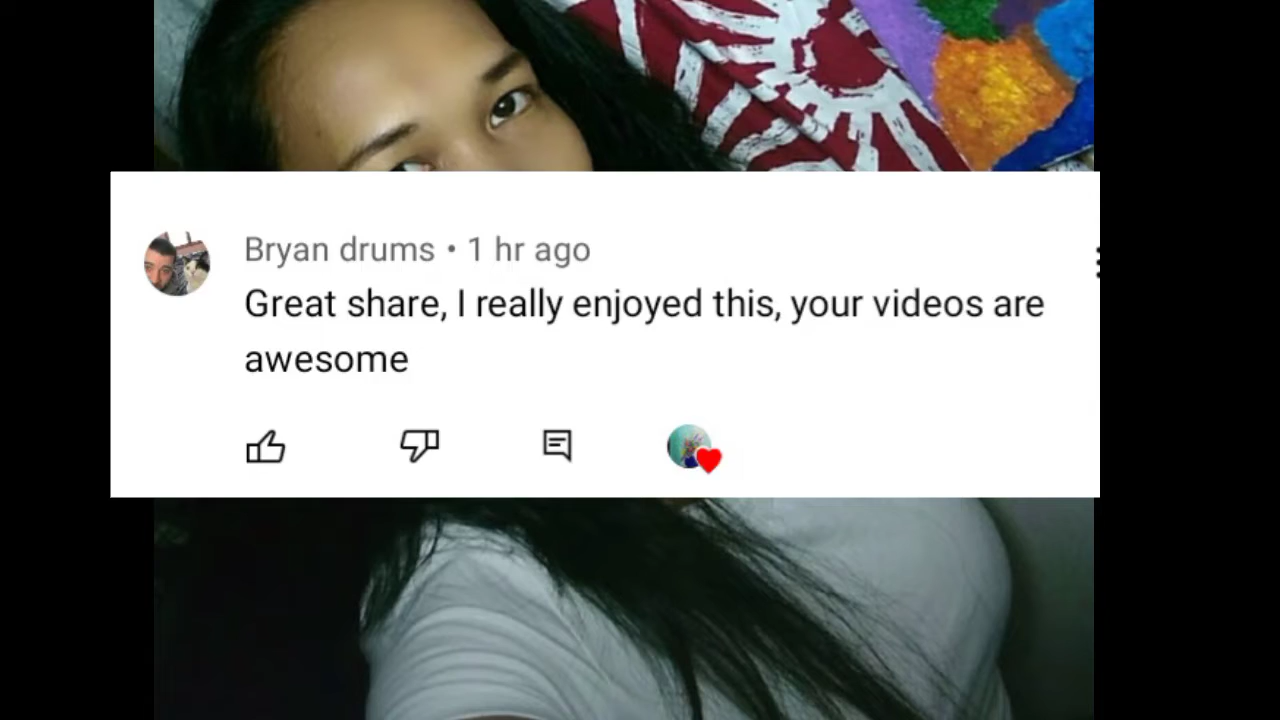 Bryan drums • 1 hr ago
Great share, I really enjoyed this, your videos are
awesome